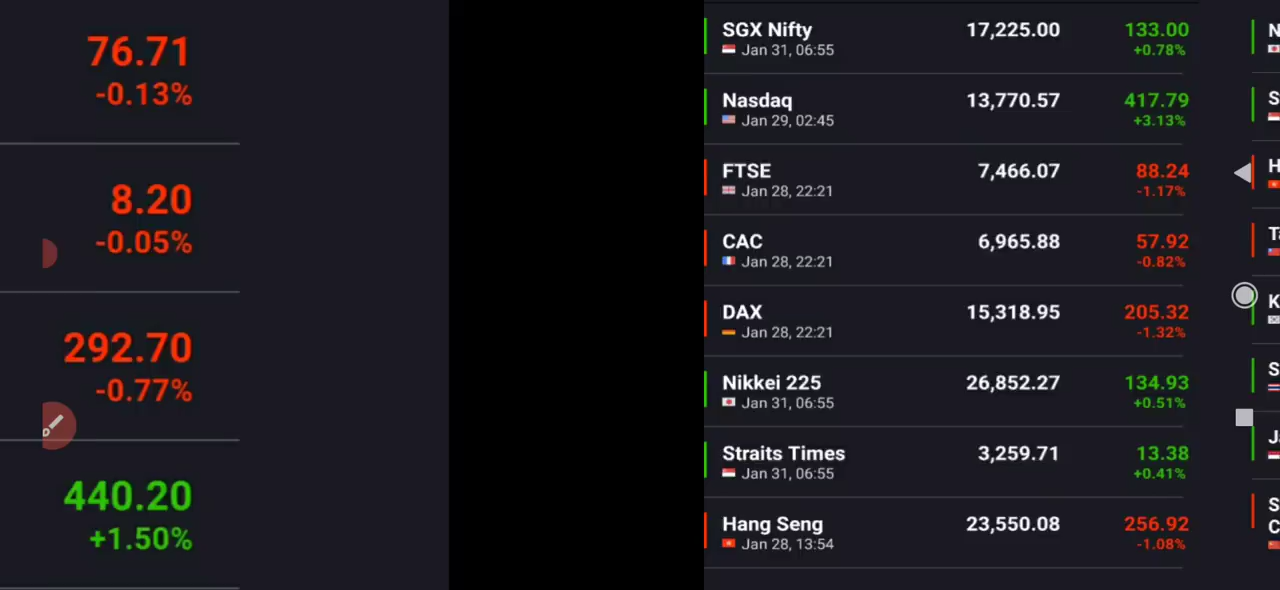 76.71
-0.13%
8.20
-0.05%
292.70
-0.77%
440.20
+1.50%
SGX Nifty 17,225.00 133.00
Jan 31, 06:55 +0.78%
Nasdaq 13,770.57 417.79
Jan 29, 02:45 +3.13%
FTSE 7,466.07 88.24
Jan 28, 22:21 -1.17%
CAC 6,965.88 57.92
Jan 28, 22:21 -0.82%
DAX 15,318.95 205.32
Jan 28, 22:21 -1.32%
Nikkei 225 26,852.27 134.93
Jan 31, 06:55 +0.51%
Straits Times 3,259.71 13.38
Jan 31, 06:55 +0.41%
Hang Seng 23,550.08 256.92
Jan 28, 13:54 -1.08%